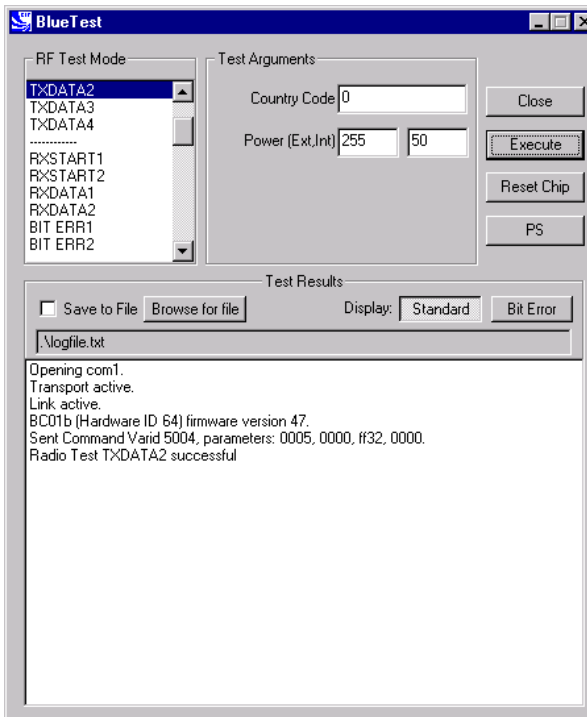 BlueTest
RF Test Mode
TXDATA2
TXDATA3
TXDATA4
------------
RXSTART1
RXSTART2
RXDATA1
RXDATA2
BIT ERR1
BIT ERR2
Test Arguments
Country Code 0
Power (Ext,Int) 255 50
Close
Execute
Reset Chip
PS
Test Results
Save to File Browse for file Display: Standard Bit Error
.\logfile.txt
Opening com1.
Transport active.
Link active.
BC01b (Hardware ID 64) firmware version 47.
Sent Command Varid 5004, parameters: 0005, 0000, ff32, 0000.
Radio Test TXDATA2 successful